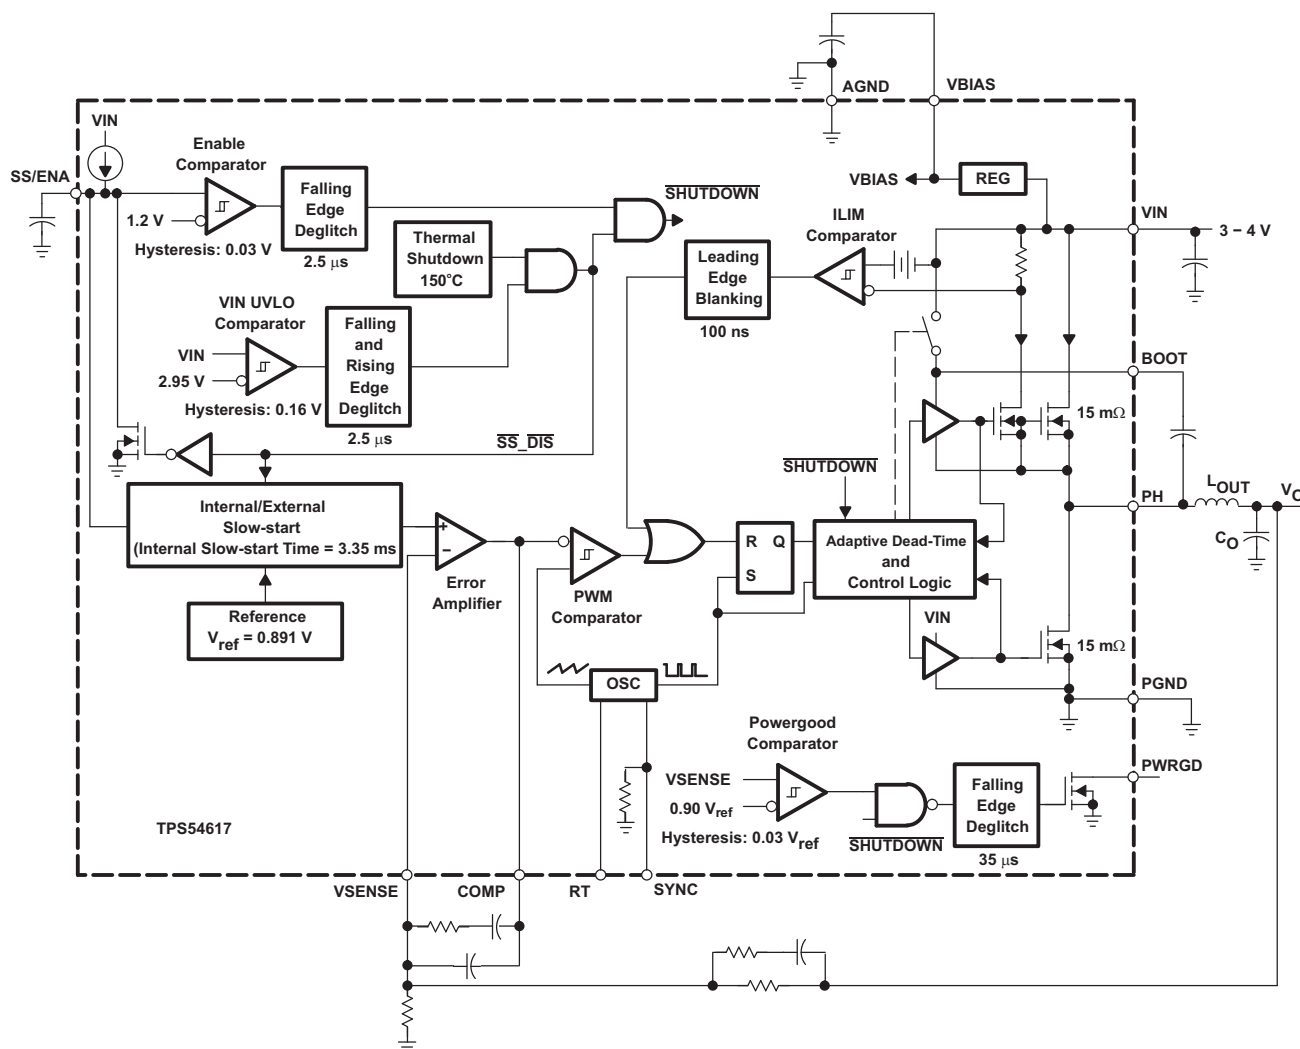 AGND
VBIAS
VIN
Enable
Comparator
SS/ENA
1.2 V
Hysteresis: 0.03 V
Falling
Edge
Deglitch
2.5 μs
SHUTDOWN
Thermal
Shutdown
150°C
VIN UVLO
Comparator
VIN
2.95 V
Hysteresis: 0.16 V
Falling
and
Rising
Edge
Deglitch
2.5 μs
SS_DIS
VBIAS
REG
ILIM
Comparator
Leading
Edge
Blanking
100 ns
VIN
3 – 4 V
BOOT
15 mΩ
SHUTDOWN
PH
LOUT
VO
CO
Internal/External
Slow-start
(Internal Slow-start Time = 3.35 ms
+
−
Error
Amplifier
PWM
Comparator
R Q
S
Adaptive Dead-Time
and
Control Logic
Reference
Vref = 0.891 V
OSC
VIN
15 mΩ
PGND
Powergood
Comparator
VSENSE
0.90 Vref
Hysteresis: 0.03 Vref
SHUTDOWN
Falling
Edge
Deglitch
35 μs
PWRGD
TPS54617
VSENSE
COMP
RT
SYNC